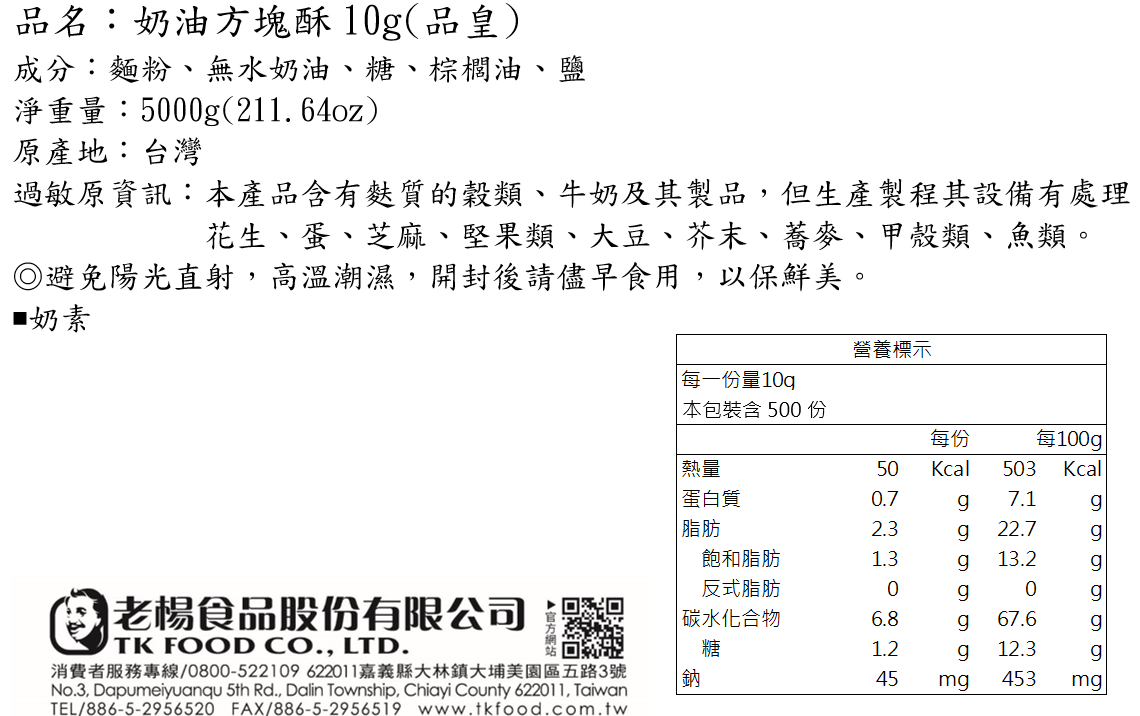 品名：奶油方塊酥10g(品皇)
成分：麵粉、無水奶油、糖、棕櫚油、鹽
淨重量：5000g(211.64oz)
原產地：台灣
過敏原資訊：本產品含有麩質的穀類、牛奶及其製品，但生產製程其設備有處理
花生、蛋、芝麻、堅果類、大豆、芥末、蕎麥、甲殼類、魚類。
◎避免陽光直射，高溫潮濕，開封後請儘早食用，以保鮮美。
■奶素
營養標示
每一份量10g
本包裝含 500 份
每份 每100g
熱量 50 Kcal 503 Kcal
蛋白質 0.7 g 7.1 g
脂肪 2.3 g 22.7 g
飽和脂肪 1.3 g 13.2 g
反式脂肪 0 g 0 g
碳水化合物 6.8 g 67.6 g
糖 1.2 g 12.3 g
鈉 45 mg 453 mg
老楊食品股份有限公司
TK FOOD CO., LTD.
▶官方網站
消費者服務專線/0800-522109 622011嘉義縣大林鎮大埔美園區五路3號
No.3, Dapumeiyuanqu 5th Rd., Dalin Township, Chiayi County 622011, Taiwan
TEL/886-5-2956520 FAX/886-5-2956519 www.tkfood.com.tw